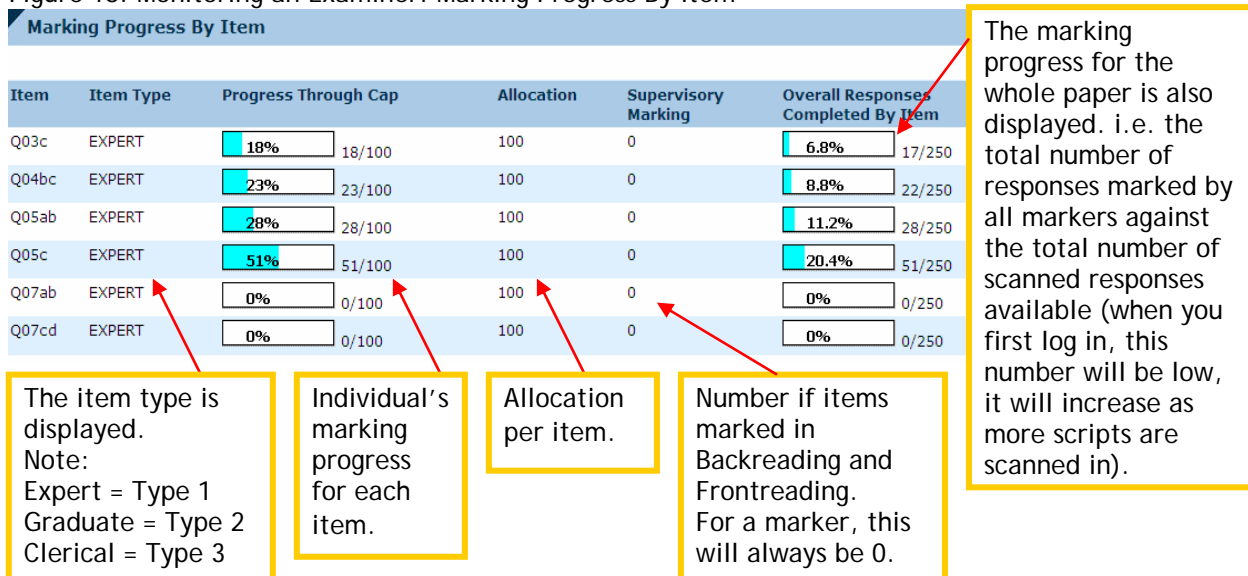 Marking Progress By Item
Item Item Type Progress Through Cap Allocation Supervisory Marking Overall Responses Completed By Item
Q03c EXPERT 18% 18/100 100 0 6.8% 17/250
Q04bc EXPERT 23% 23/100 100 0 8.8% 22/250
Q05ab EXPERT 28% 28/100 100 0 11.2% 28/250
Q05c EXPERT 51% 51/100 100 0 20.4% 51/250
Q07ab EXPERT 0% 0/100 100 0 0% 0/250
Q07cd EXPERT 0% 0/100 100 0 0% 0/250
The marking
progress for the
whole paper is also
displayed. i.e. the
total number of
responses marked by
all markers against
the total number of
scanned responses
available (when you
first log in, this
number will be low,
it will increase as
more scripts are
scanned in).
The item type is
displayed.
Note:
Expert = Type 1
Graduate = Type 2
Clerical = Type 3
Individual's
marking
progress
for each
item.
Allocation
per item.
Number if items
marked in
Backreading and
Frontreading.
For a marker, this
will always be 0.